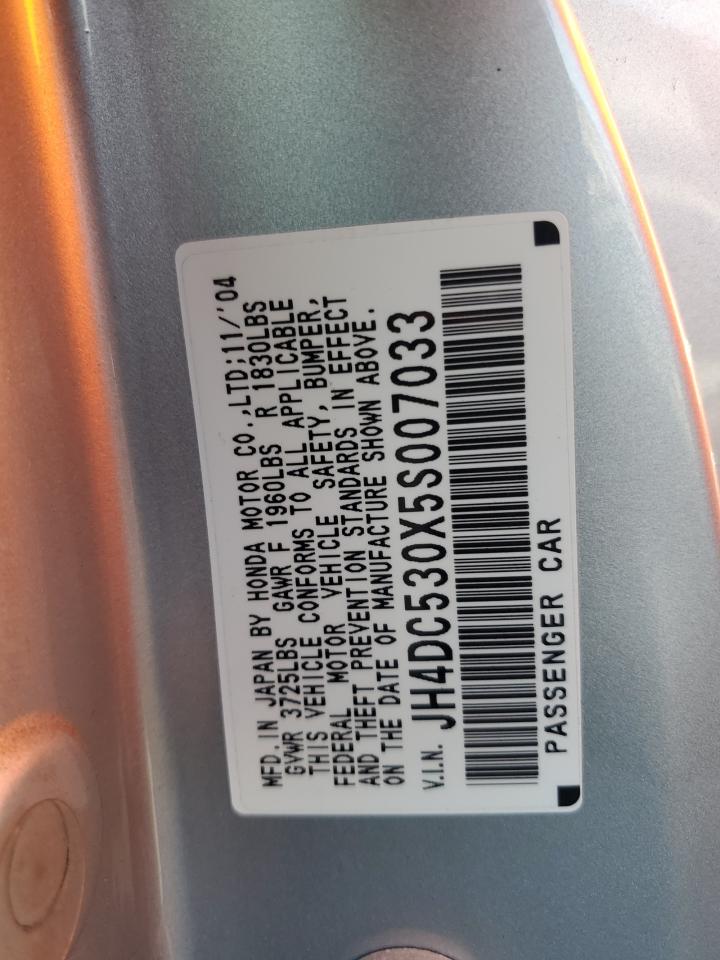 MFD. IN JAPAN BY HONDA MOTOR CO.,LTD;11/'04
GVWR 3725LBS GAWR F 1960LBS R 1830LBS
THIS VEHICLE CONFORMS TO ALL APPLICABLE
FEDERAL MOTOR VEHICLE SAFETY, BUMPER,
AND THEFT PREVENTION STANDARDS IN EFFECT
ON THE DATE OF MANUFACTURE SHOWN ABOVE.
V.I.N. JH4DC530X5S007033
PASSENGER CAR